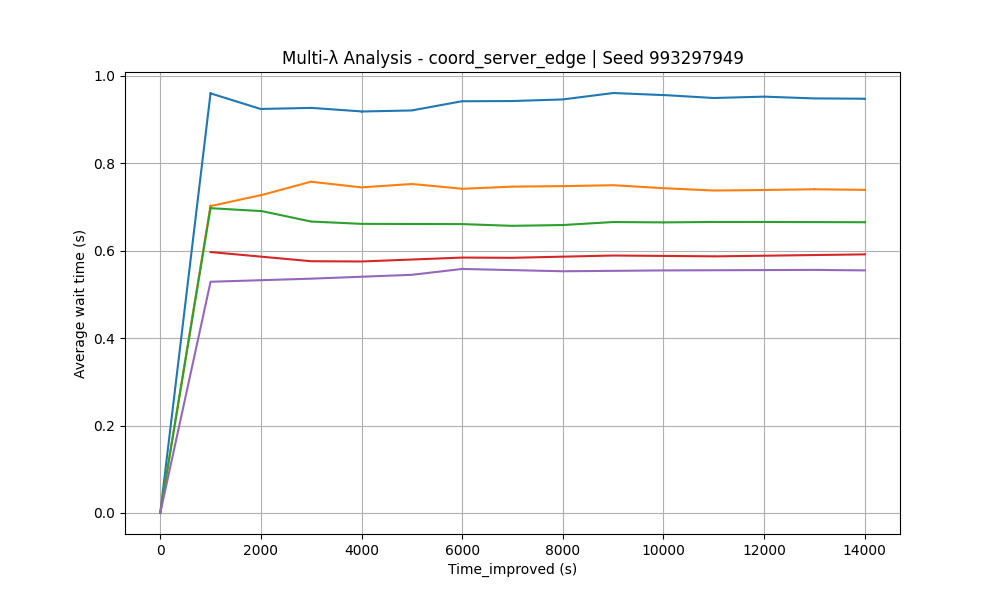 Multi-λ Analysis - coord_server_edge | Seed 993297949
Average wait time (s)
1.0
0.8
0.6
0.4
0.2
0.0
0 2000 4000 6000 8000 10000 12000 14000
Time_improved (s)